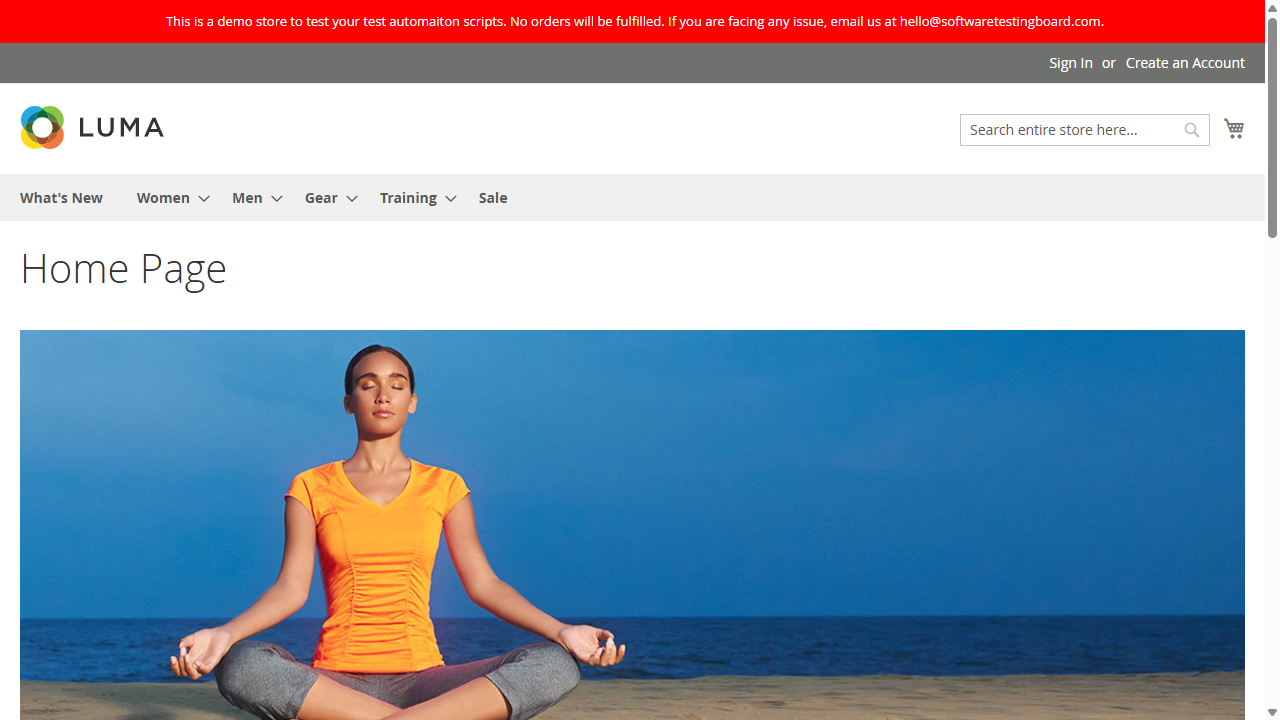 This is a demo store to test your test automaiton scripts. No orders will be fulfilled. If you are facing any issue, email us at hello@softwaretestingboard.com.
Sign In or Create an Account
LUMA
Search entire store here...
What's New Women Men Gear Training Sale
Home Page